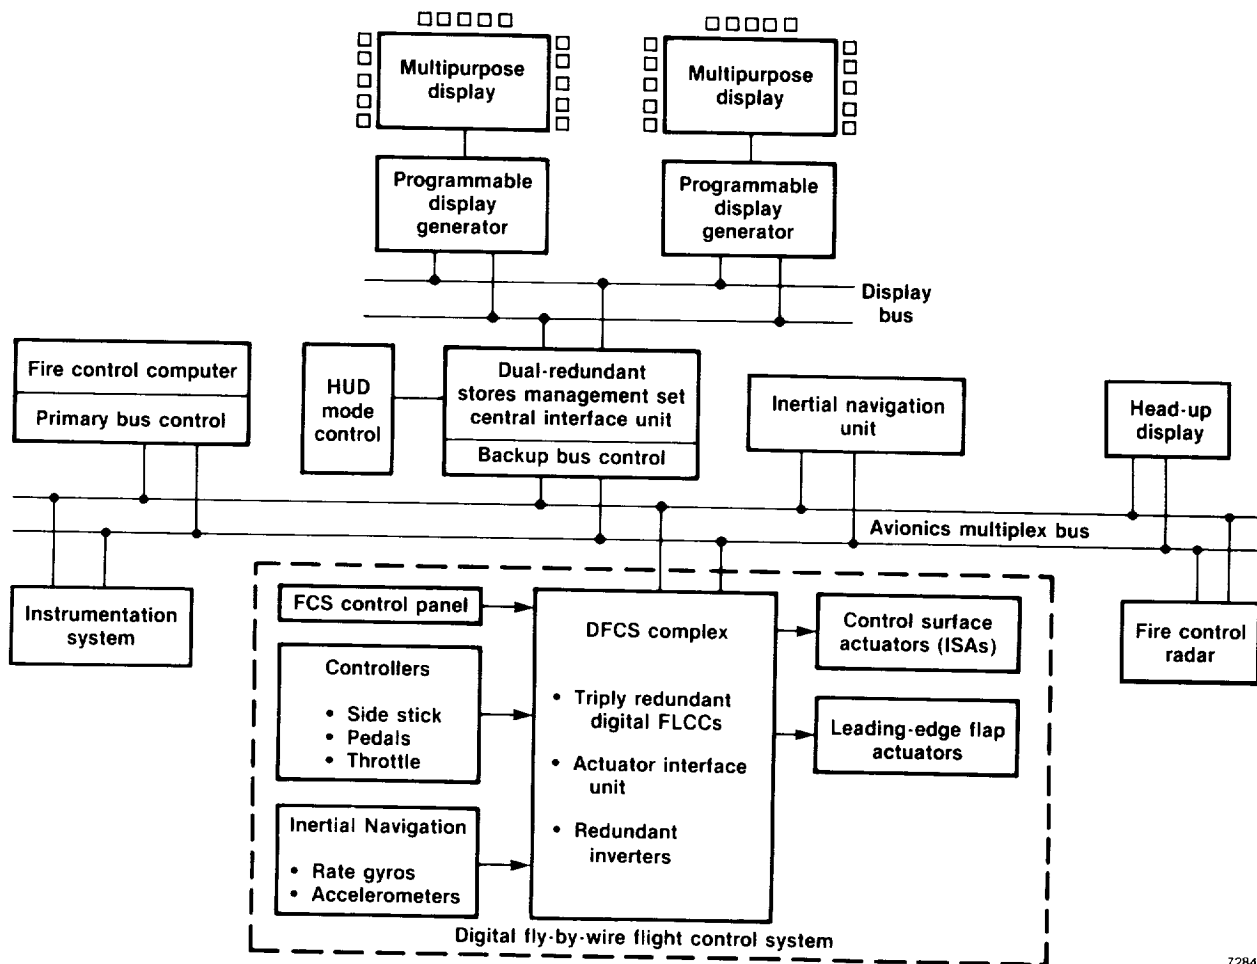 Multipurpose
display
Multipurpose
display
Programmable
display
generator
Programmable
display
generator
Display
bus
Fire control computer
Primary bus control
HUD
mode
control
Dual-redundant
stores management set
central interface unit
Backup bus control
Inertial navigation
unit
Head-up
display
Avionics multiplex bus
Instrumentation
system
FCS control panel
Controllers
• Side stick
• Pedals
• Throttle
Inertial Navigation
• Rate gyros
• Accelerometers
DFCS complex
• Triply redundant
digital FLCCs
• Actuator interface
unit
• Redundant
inverters
Control surface
actuators (ISAs)
Leading-edge flap
actuators
Fire control
radar
Digital fly-by-wire flight control system
7284